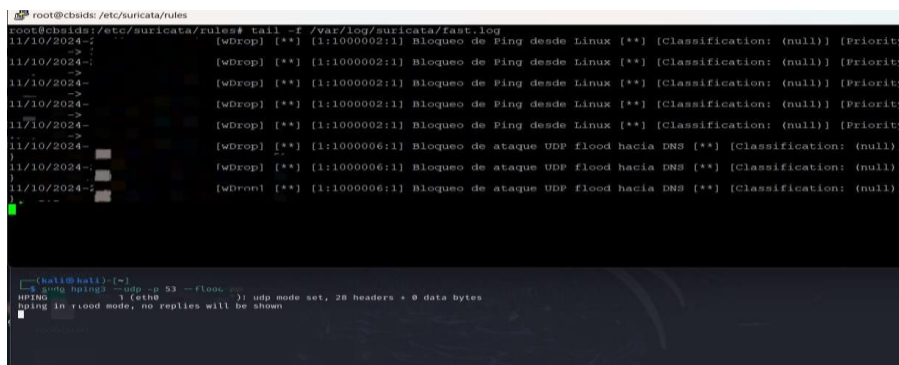 root@cbsids: /etc/suricata/rules
root@cbsids:/etc/suricata/rules# tail -f /var/log/suricata/fast.log
11/10/2024- [wDrop] [**] [1:1000002:1] Bloqueo de Ping desde Linux [**] [Classification: (null)] [Priorit
->
11/10/2024- [wDrop] [**] [1:1000002:1] Bloqueo de Ping desde Linux [**] [Classification: (null)] [Priorit
->
11/10/2024- [wDrop] [**] [1:1000002:1] Bloqueo de Ping desde Linux [**] [Classification: (null)] [Priorit
->
11/10/2024- [wDrop] [**] [1:1000002:1] Bloqueo de Ping desde Linux [**] [Classification: (null)] [Priorit
->
11/10/2024- [wDrop] [**] [1:1000002:1] Bloqueo de Ping desde Linux [**] [Classification: (null)] [Priorit
->
11/10/2024- [wDrop] [**] [1:1000006:1] Bloqueo de ataque UDP flood hacia DNS [**] [Classification: (null)
)
11/10/2024- [wDrop] [**] [1:1000006:1] Bloqueo de ataque UDP flood hacia DNS [**] [Classification: (null)
)
11/10/2024- [wDrop] [**] [1:1000006:1] Bloqueo de ataque UDP flood hacia DNS [**] [Classification: (null)
)
(kali㉿kali)-[~]
$ sudo hping3 --udp -p 53 --flood
HPING (eth0 ): udp mode set, 28 headers + 0 data bytes
hping in flood mode, no replies will be shown